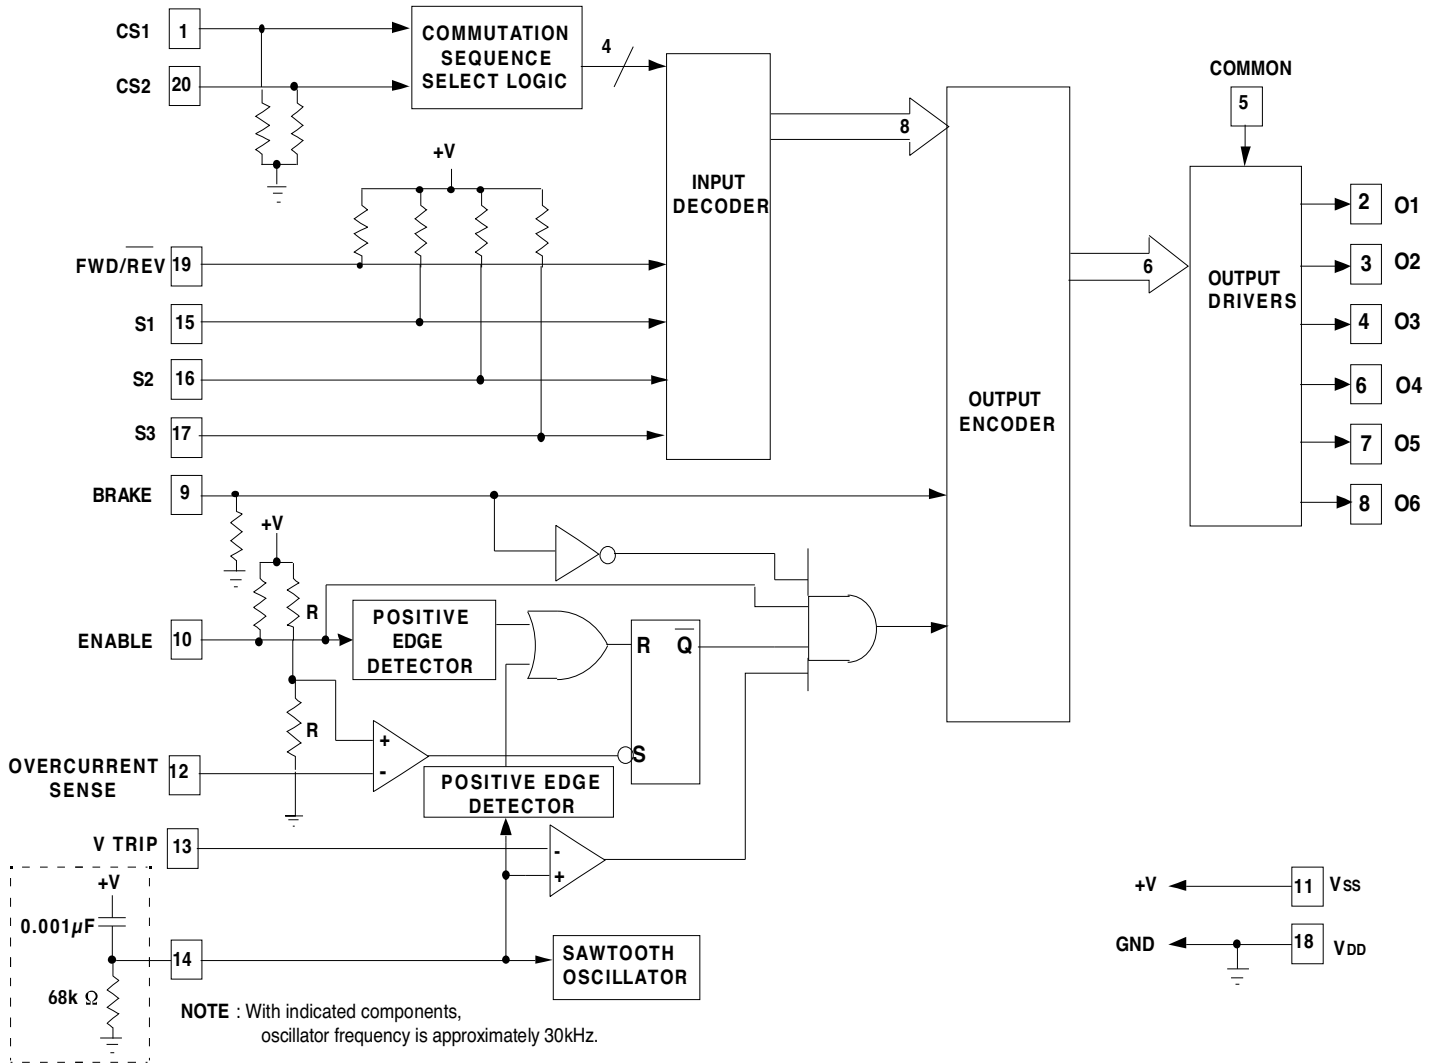 CS1
1
COMMUTATION
SEQUENCE
SELECT LOGIC
4
CS2
20
COMMON
5
8
+V
INPUT
DECODER
2
O1
FWD/REV
19
6
OUTPUT
DRIVERS
3
O2
S1
15
4
O3
S2
16
6
O4
OUTPUT
ENCODER
S3
17
7
O5
BRAKE
9
8
O6
+V
R
ENABLE
10
POSITIVE
EDGE
DETECTOR
R
Q
R
+
-
S
OVERCURRENT
SENSE
12
POSITIVE EDGE
DETECTOR
V TRIP
13
-
+
+V
0.001µF
14
SAWTOOTH
OSCILLATOR
68k Ω
NOTE : With indicated components,
oscillator frequency is approximately 30kHz.
+V
11
VSS
GND
18
VDD